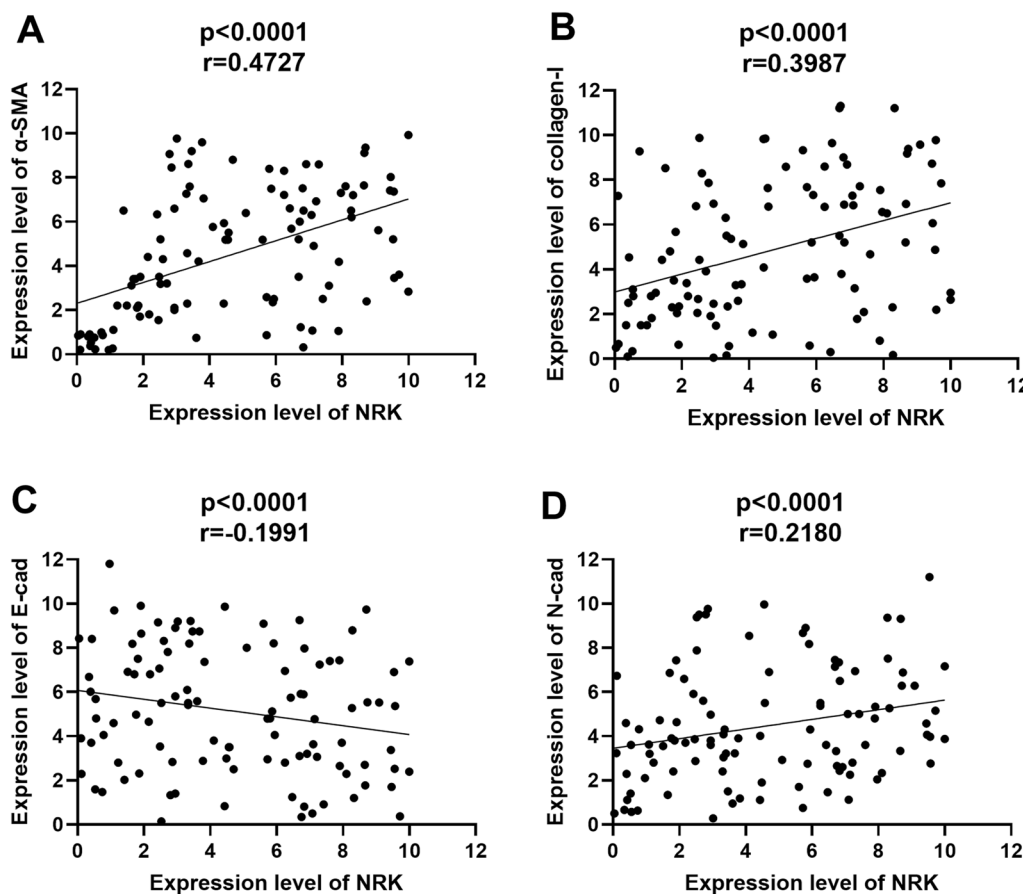 A
p<0.0001
r=0.4727
Expression level of α-SMA
12
10
8
6
4
2
0
0 2 4 6 8 10 12
Expression level of NRK
B
p<0.0001
r=0.3987
Expression level of collagen-I
12
10
8
6
4
2
0
0 2 4 6 8 10 12
Expression level of NRK
C
p<0.0001
r=-0.1991
Expression level of E-cad
12
10
8
6
4
2
0
0 2 4 6 8 10 12
Expression level of NRK
D
p<0.0001
r=0.2180
Expression level of N-cad
12
10
8
6
4
2
0
0 2 4 6 8 10 12
Expression level of NRK